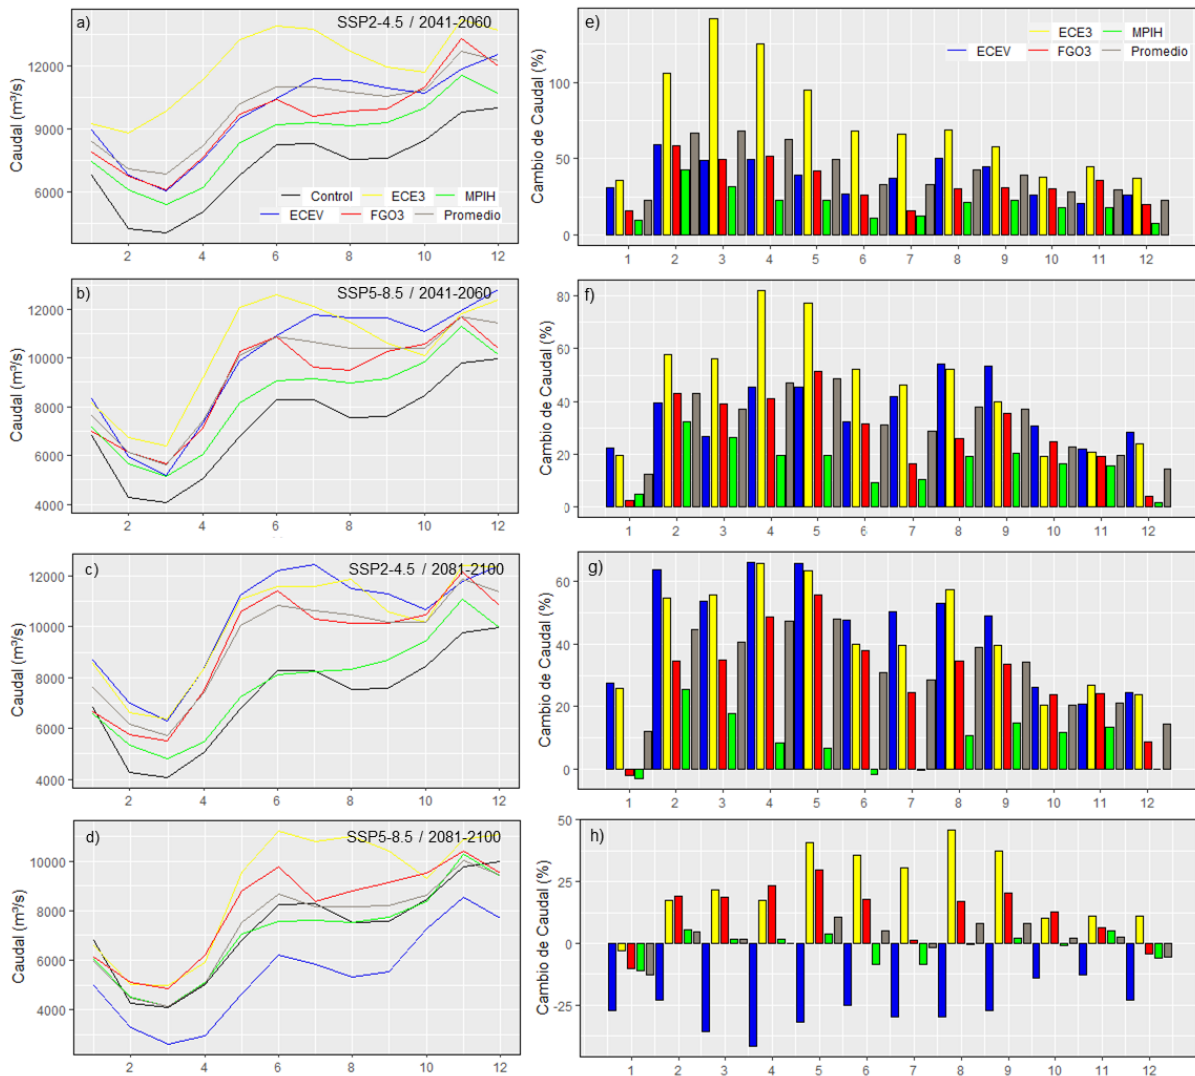 a) SSP2-4.5 / 2041-2060
Caudal (m³/s)
12000
9000
6000
Control ECE3 MPIH
ECEV FGO3 Promedio
2 4 6 8 10 12
e)
Cambio de Caudal (%)
100
50
0
ECE3 MPIH
ECEV FGO3 Promedio
1 2 3 4 5 6 7 8 9 10 11 12
b) SSP5-8.5 / 2041-2060
Caudal (m³/s)
12000
10000
8000
6000
4000
2 4 6 8 10 12
f)
Cambio de Caudal (%)
80
60
40
20
0
1 2 3 4 5 6 7 8 9 10 11 12
c) SSP2-4.5 / 2081-2100
Caudal (m³/s)
12000
10000
8000
6000
4000
2 4 6 8 10 12
g)
Cambio de Caudal (%)
60
40
20
0
1 2 3 4 5 6 7 8 9 10 11 12
d) SSP5-8.5 / 2081-2100
Caudal (m³/s)
10000
8000
6000
4000
2 4 6 8 10 12
h)
Cambio de Caudal (%)
50
25
0
-25
1 2 3 4 5 6 7 8 9 10 11 12